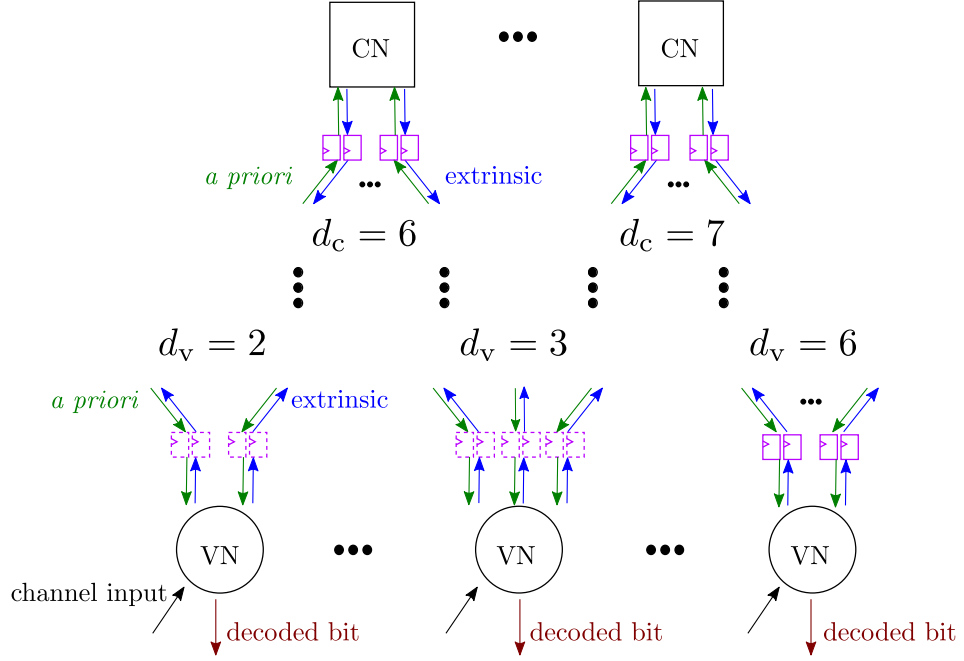 CN
CN
a priori
extrinsic
d_c = 6
d_c = 7
d_v = 2
d_v = 3
d_v = 6
a priori
extrinsic
VN
VN
VN
channel input
decoded bit
decoded bit
decoded bit